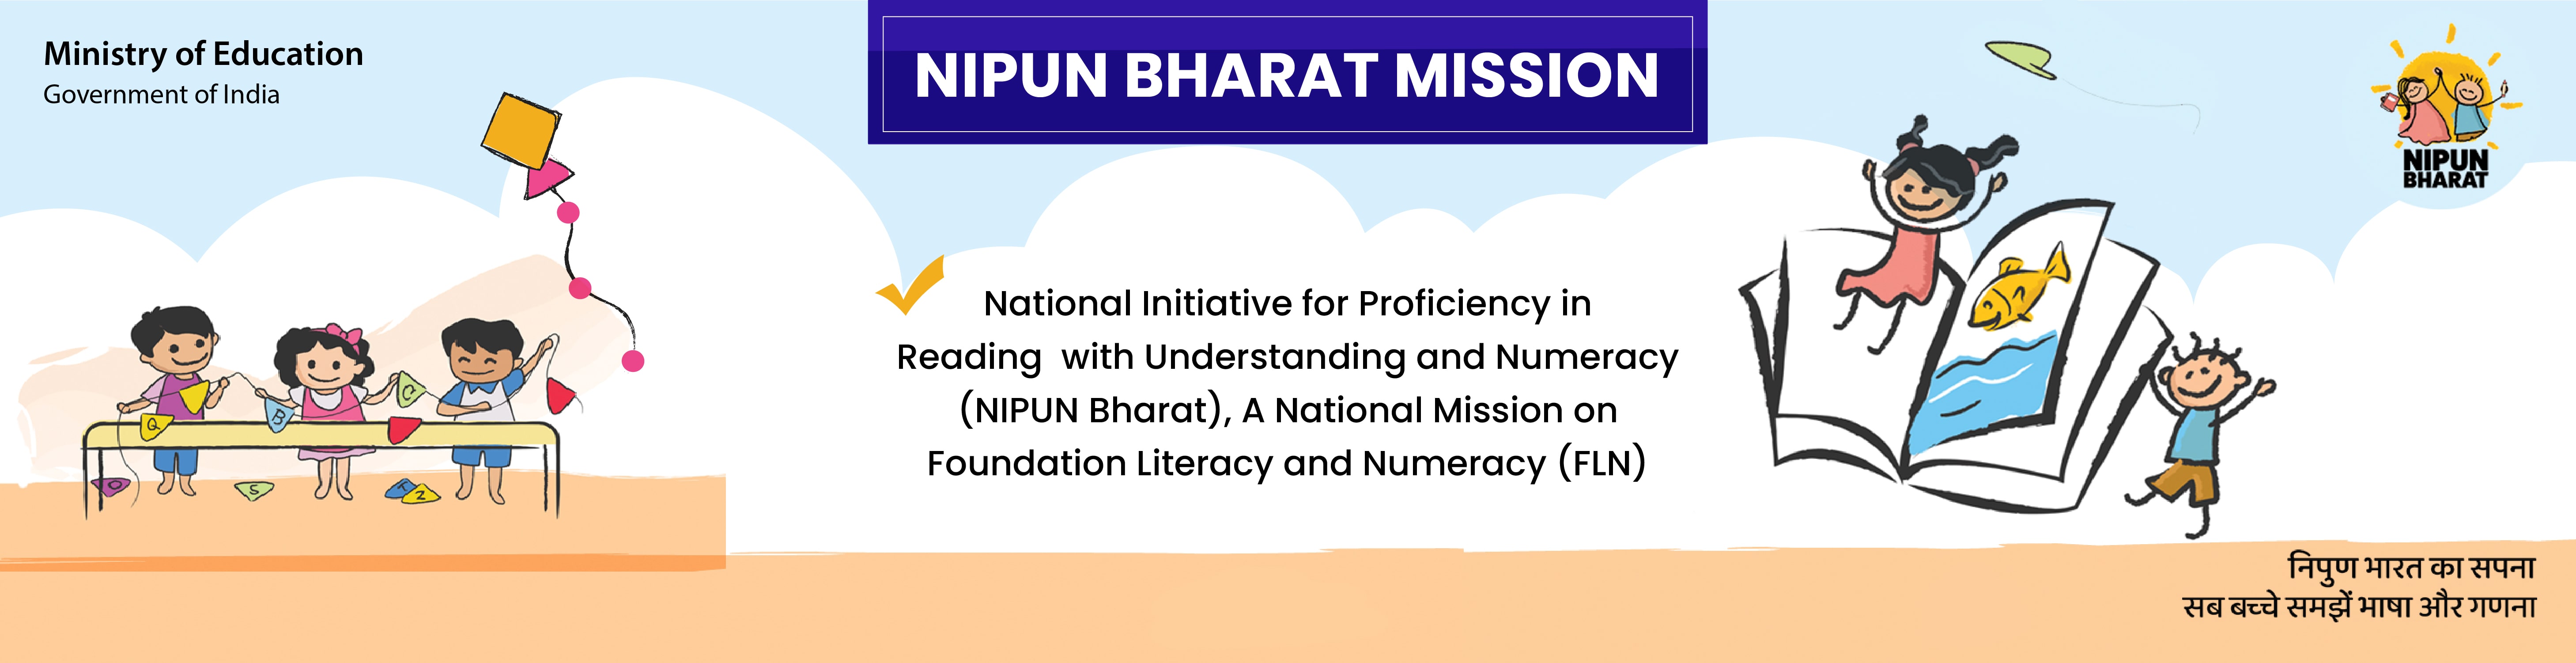 Ministry of Education
Government of India
NIPUN BHARAT MISSION
NIPUN
BHARAT
National Initiative for Proficiency in
Reading with Understanding and Numeracy
(NIPUN Bharat), A National Mission on
Foundation Literacy and Numeracy (FLN)
Q
B
C
O
S
T
Z
निपुण भारत का सपना
सब बच्चे समझें भाषा और गणना